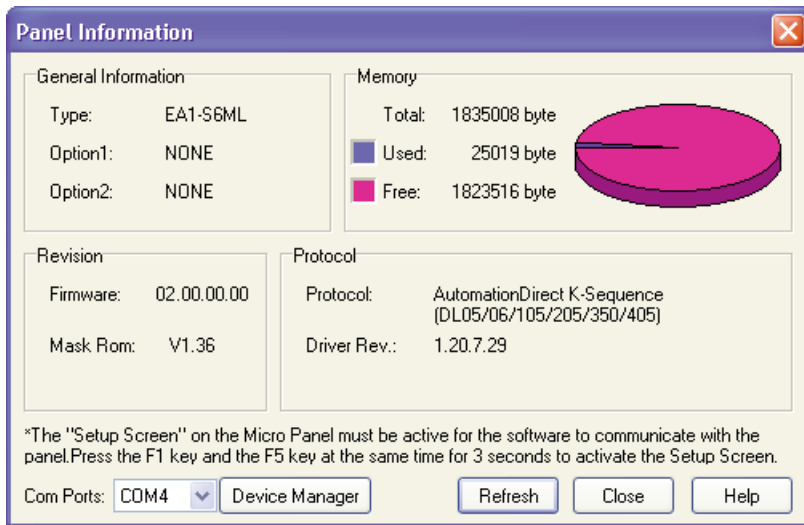 Panel Information
General Information
Type: EA1-S6ML
Option1: NONE
Option2: NONE
Memory
Total: 1835008 byte
Used: 25019 byte
Free: 1823516 byte
Revision
Firmware: 02.00.00.00
Mask Rom: V1.36
Protocol
Protocol: AutomationDirect K-Sequence
(DL05/06/105/205/350/405)
Driver Rev.: 1.20.7.29
*The "Setup Screen" on the Micro Panel must be active for the software to communicate with the
panel.Press the F1 key and the F5 key at the same time for 3 seconds to activate the Setup Screen.
Com Ports: COM4 Device Manager Refresh Close Help